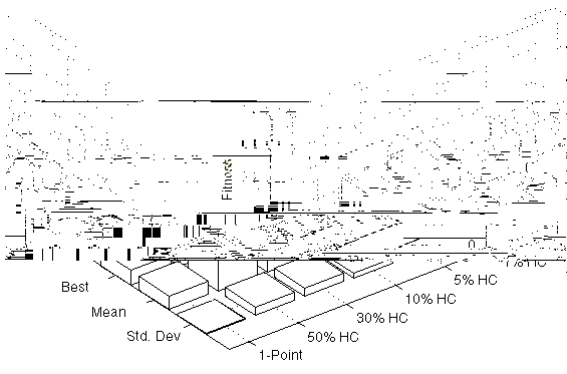 Fitness
Best
Mean
Std. Dev
5% HC
10% HC
30% HC
50% HC
1-Point